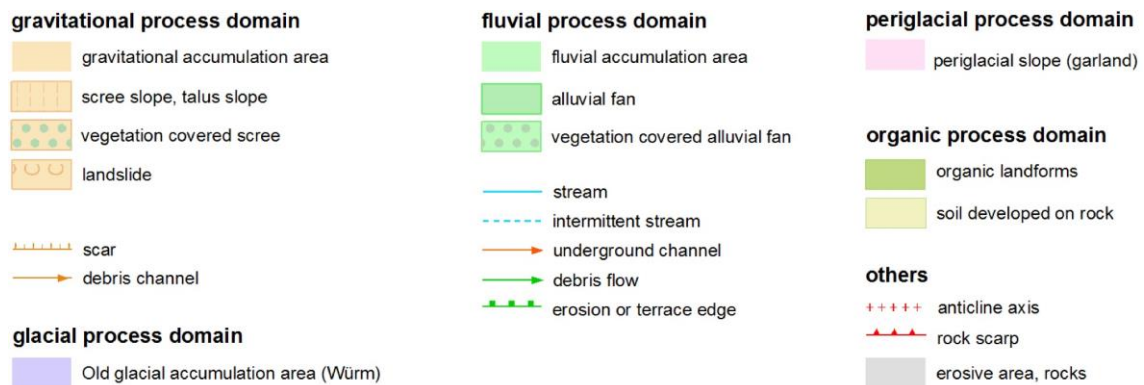 gravitational process domain
gravitational accumulation area
scree slope, talus slope
vegetation covered scree
landslide
scar
debris channel
glacial process domain
Old glacial accumulation area (Würm)
fluvial process domain
fluvial accumulation area
alluvial fan
vegetation covered alluvial fan
stream
intermittent stream
underground channel
debris flow
erosion or terrace edge
periglacial process domain
periglacial slope (garland)
organic process domain
organic landforms
soil developed on rock
others
anticline axis
rock scarp
erosive area, rocks